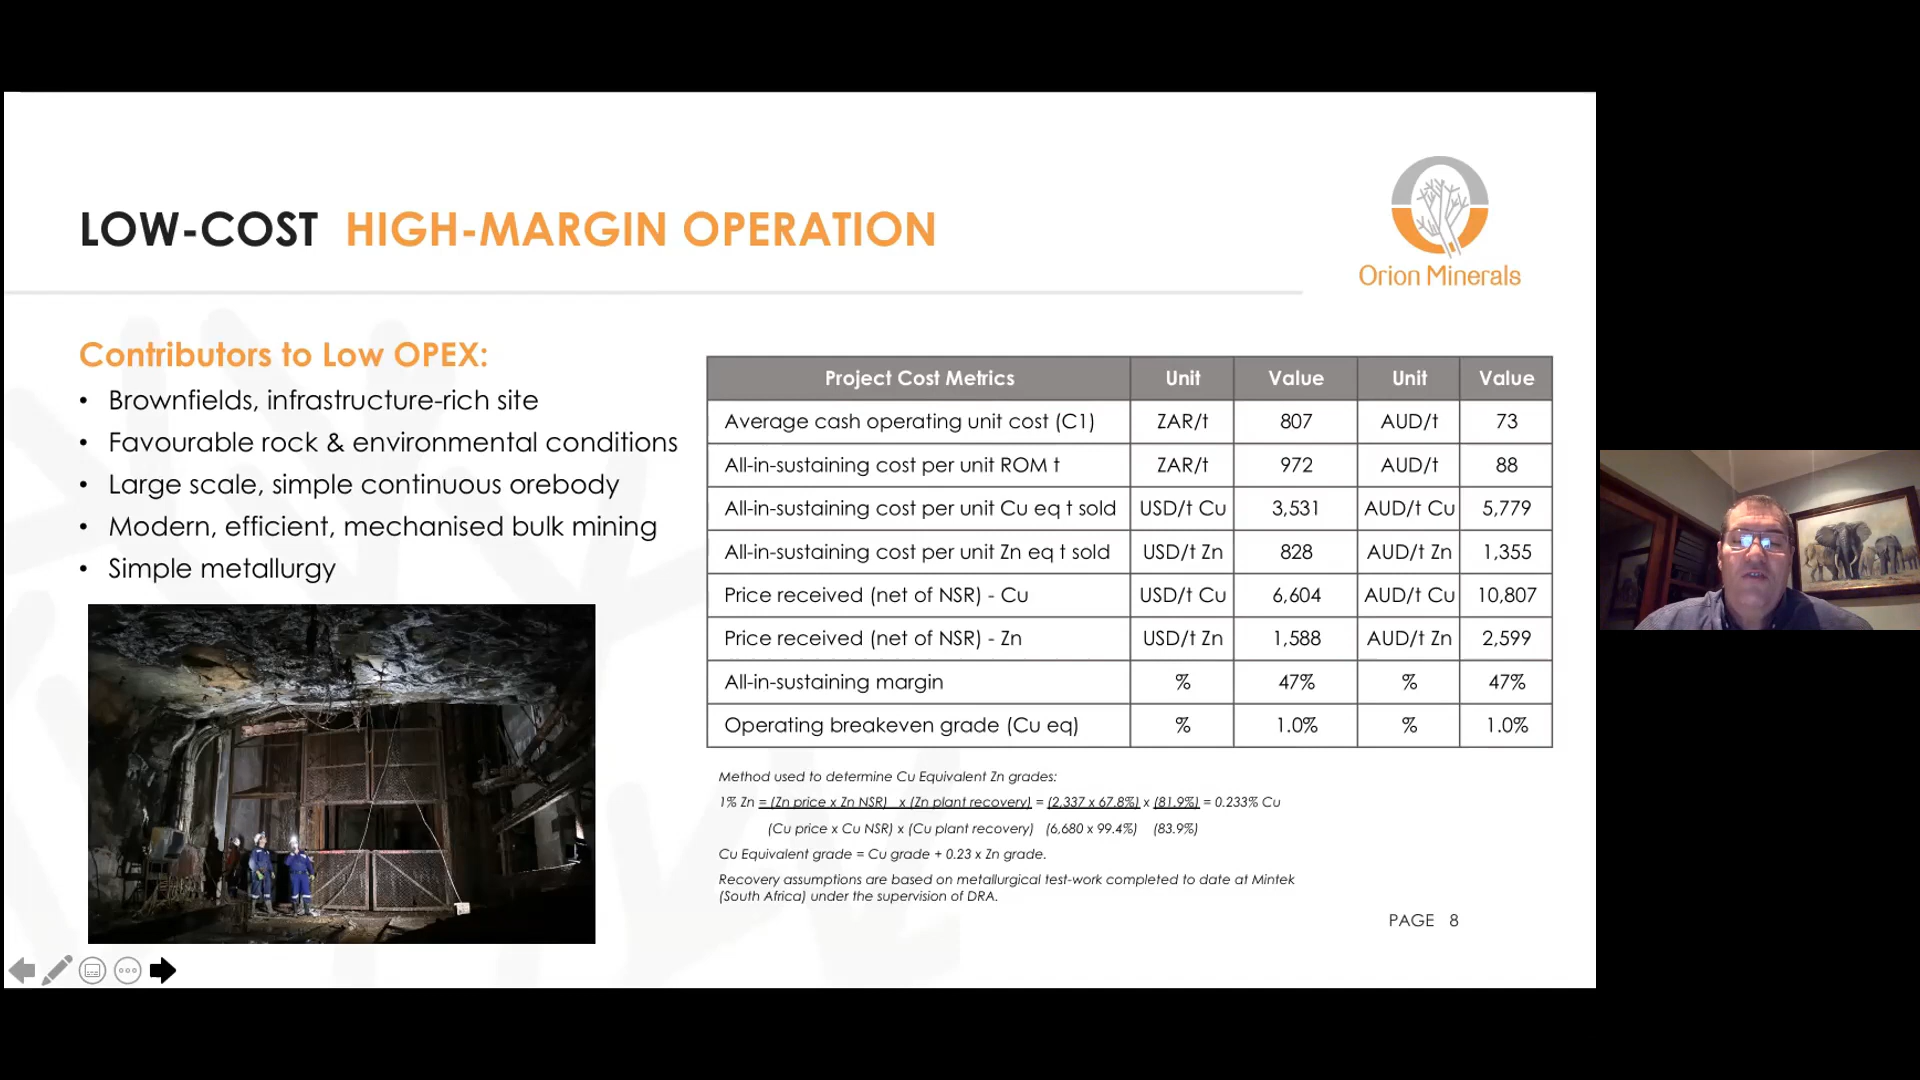 LOW-COST HIGH-MARGIN OPERATION
Orion Minerals
Contributors to Low OPEX:
• Brownfields, infrastructure-rich site
• Favourable rock & environmental conditions
• Large scale, simple continuous orebody
• Modern, efficient, mechanised bulk mining
• Simple metallurgy
Project Cost Metrics Unit Value Unit Value
Average cash operating unit cost (C1) ZAR/t 807 AUD/t 73
All-in-sustaining cost per unit ROM t ZAR/t 972 AUD/t 88
All-in-sustaining cost per unit Cu eq t sold USD/t Cu 3,531 AUD/t Cu 5,779
All-in-sustaining cost per unit Zn eq t sold USD/t Zn 828 AUD/t Zn 1,355
Price received (net of NSR) - Cu USD/t Cu 6,604 AUD/t Cu 10,807
Price received (net of NSR) - Zn USD/t Zn 1,588 AUD/t Zn 2,599
All-in-sustaining margin % 47% % 47%
Operating breakeven grade (Cu eq) % 1.0% % 1.0%
Method used to determine Cu Equivalent Zn grades:
1% Zn = (Zn price x Zn NSR) x (Zn plant recovery) = (2,337 x 67.8%) x (81.9%) = 0.233% Cu
(Cu price x Cu NSR) x (Cu plant recovery) (6,680 x 99.4%) (83.9%)
Cu Equivalent grade = Cu grade + 0.23 x Zn grade.
Recovery assumptions are based on metallurgical test-work completed to date at Mintek
(South Africa) under the supervision of DRA.
PAGE 8